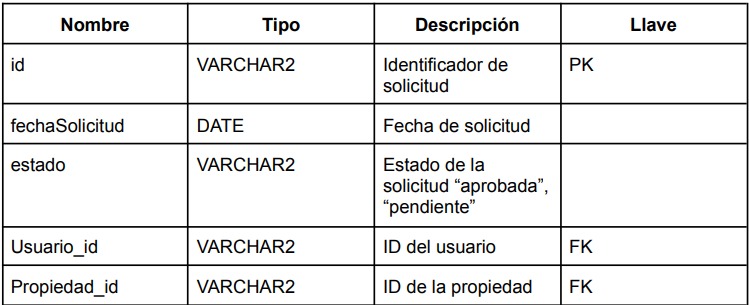 Nombre Tipo Descripción Llave
id VARCHAR2 Identificador de PK
solicitud
fechaSolicitud DATE Fecha de solicitud
estado VARCHAR2 Estado de la
solicitud “aprobada”,
“pendiente”
Usuario_id VARCHAR2 ID del usuario FK
Propiedad_id VARCHAR2 ID de la propiedad FK